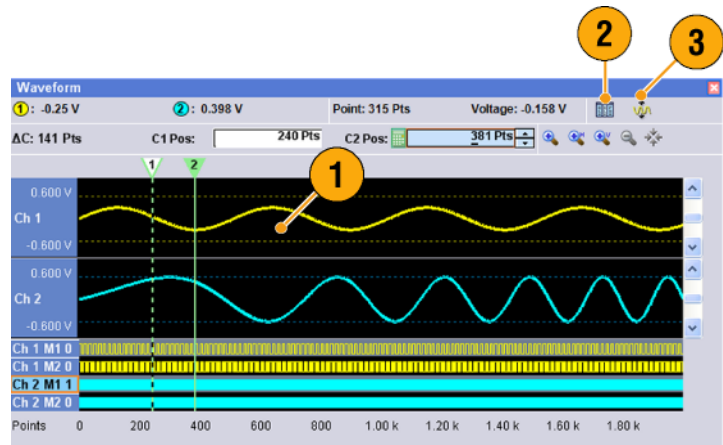 2
3
Waveform
1: -0.25 V 2: 0.398 V Point: 315 Pts Voltage: -0.158 V
ΔC: 141 Pts C1 Pos: 240 Pts C2 Pos: 381 Pts
1 2
1
0.600 V
Ch 1
-0.600 V
0.600 V
Ch 2
-0.600 V
Ch 1 M1 0
Ch 1 M2 0
Ch 2 M1 1
Ch 2 M2 0
Points 0 200 400 600 800 1.00 k 1.20 k 1.40 k 1.60 k 1.80 k